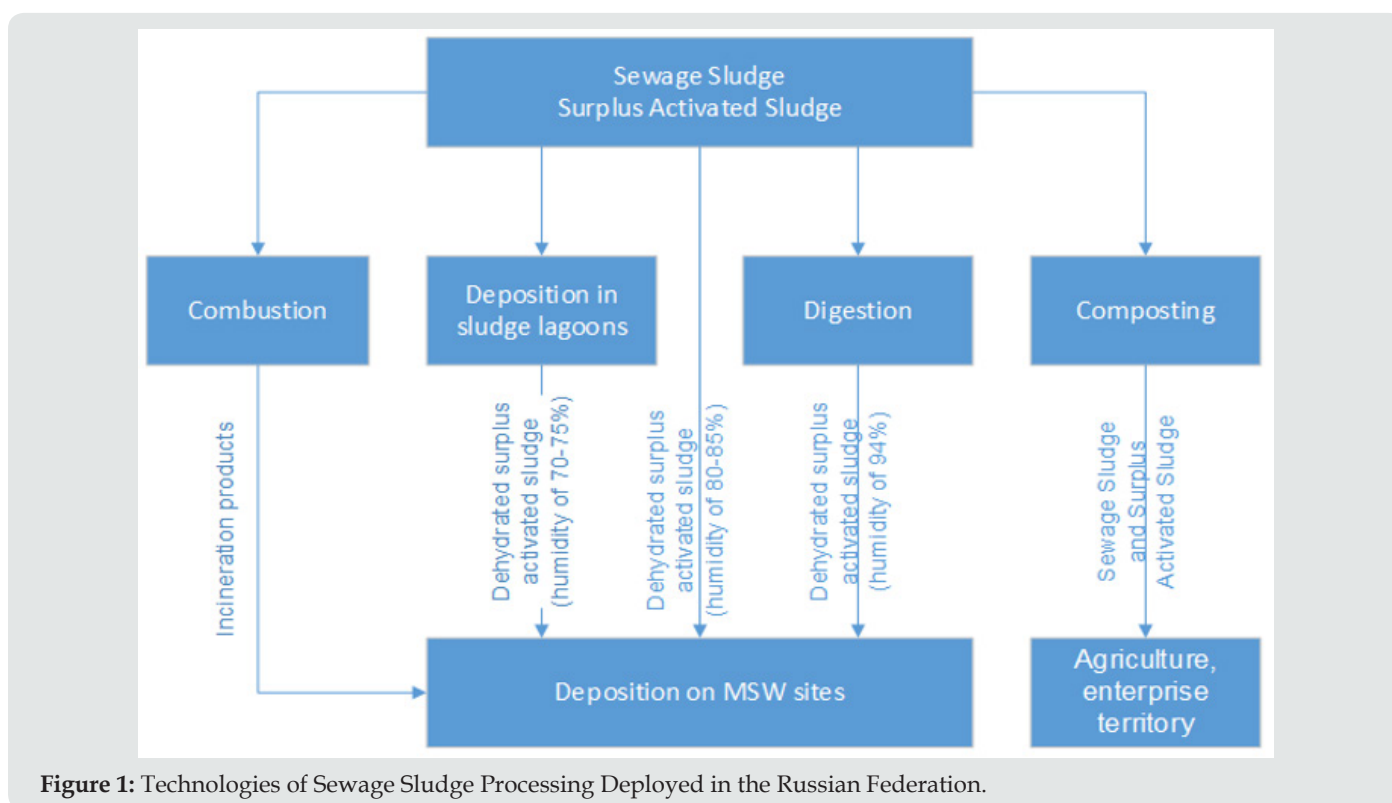 Sewage Sludge
Surplus Activated Sludge
Combustion
Deposition in
sludge lagoons
Digestion
Composting
Incineration products
Dehydrated surplus
activated sludge
(humidity of 70-75%)
Dehydrated surplus
activated sludge
(humidity of 80-85%)
Dehydrated surplus
activated sludge
(humidity of 94%)
Sewage Sludge
and Surplus
Activated Sludge
Deposition on MSW sites
Agriculture,
enterprise
territory
Figure 1: Technologies of Sewage Sludge Processing Deployed in the Russian Federation.